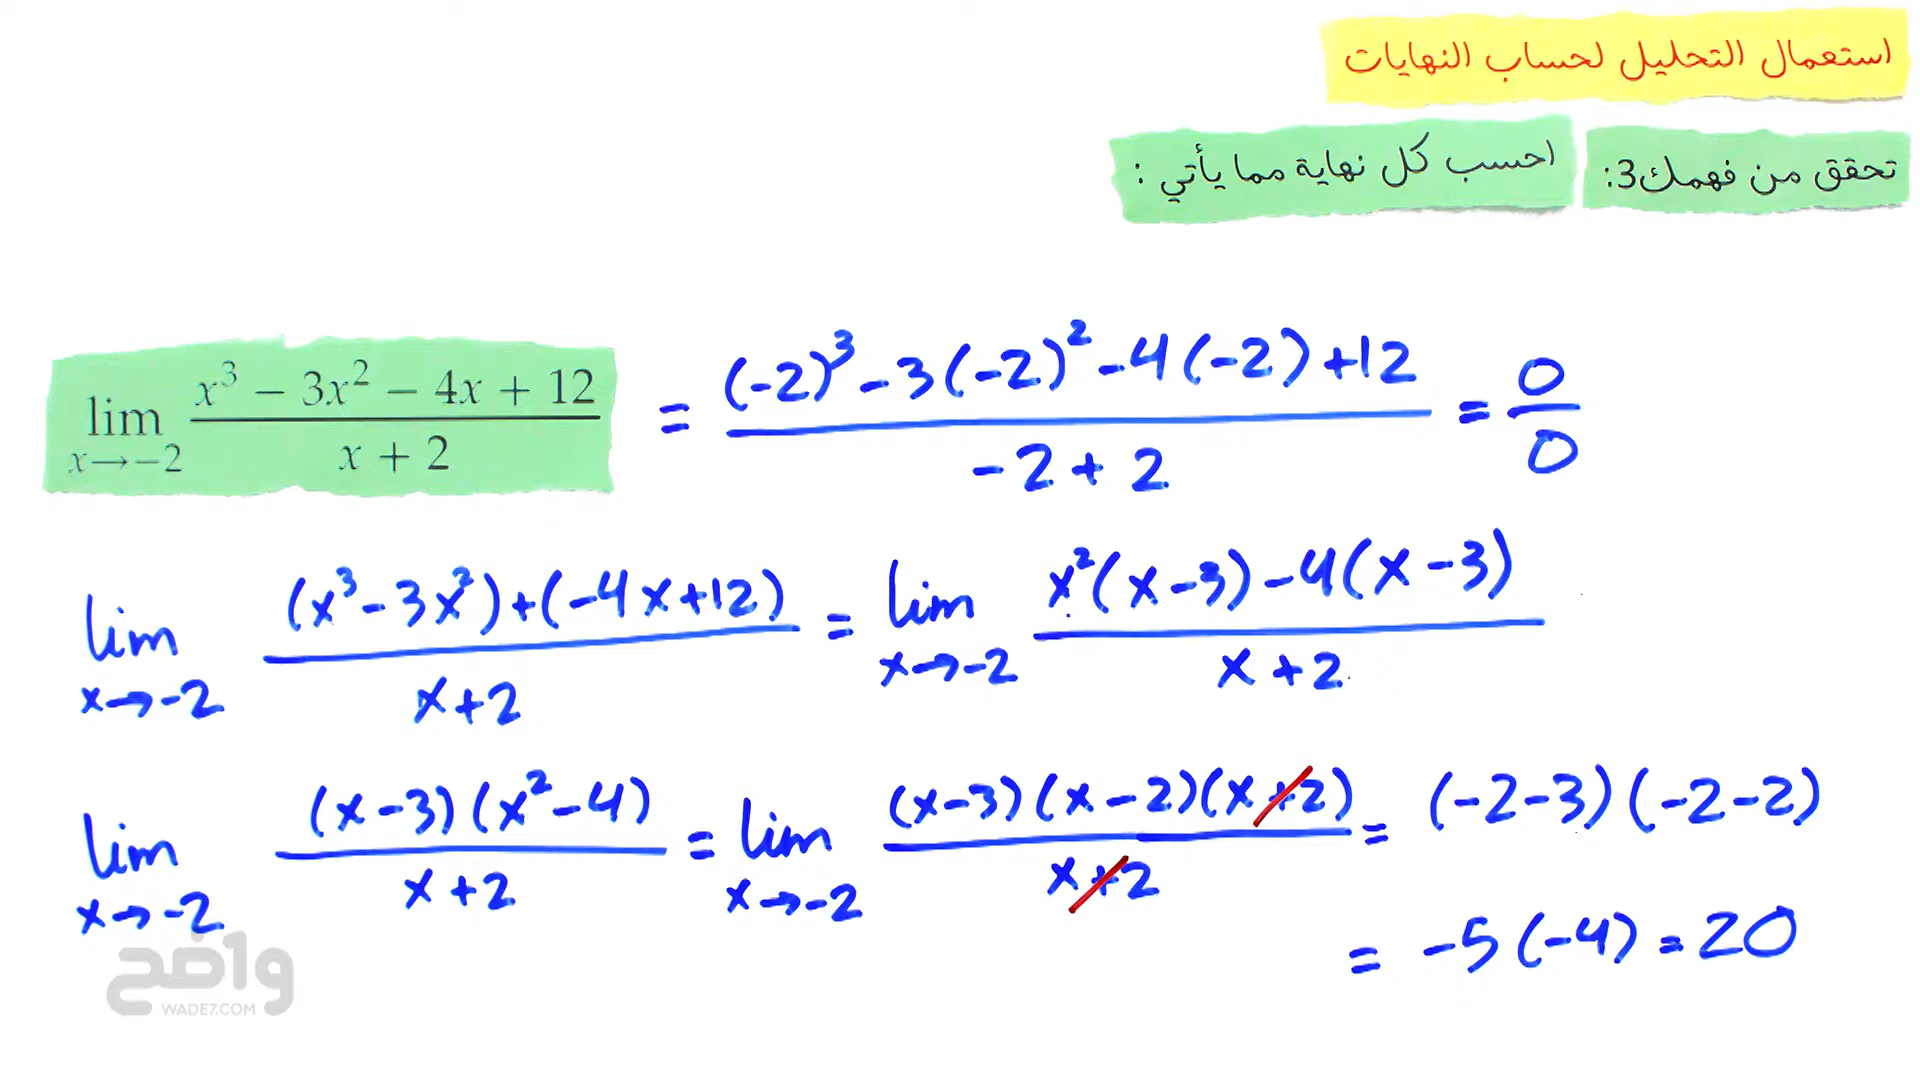 استعمال التحليل لحساب النهايات
تحقق من فهمك3: احسب كل نهاية مما يأتي :
lim x→−2 (x³ − 3x² − 4x + 12)/(x + 2) = ((-2)³ - 3(-2)² - 4(-2) + 12)/(-2 + 2) = 0/0
lim x→-2 ((x³ - 3x²) + (-4x + 12))/(x+2) = lim x→-2 (x²(x-3) - 4(x-3))/(x+2)
lim x→-2 ((x-3)(x²-4))/(x+2) = lim x→-2 ((x-3)(x-2)(x+2))/(x+2) = (-2-3)(-2-2)
= -5(-4) = 20
واضح
WADE7.COM